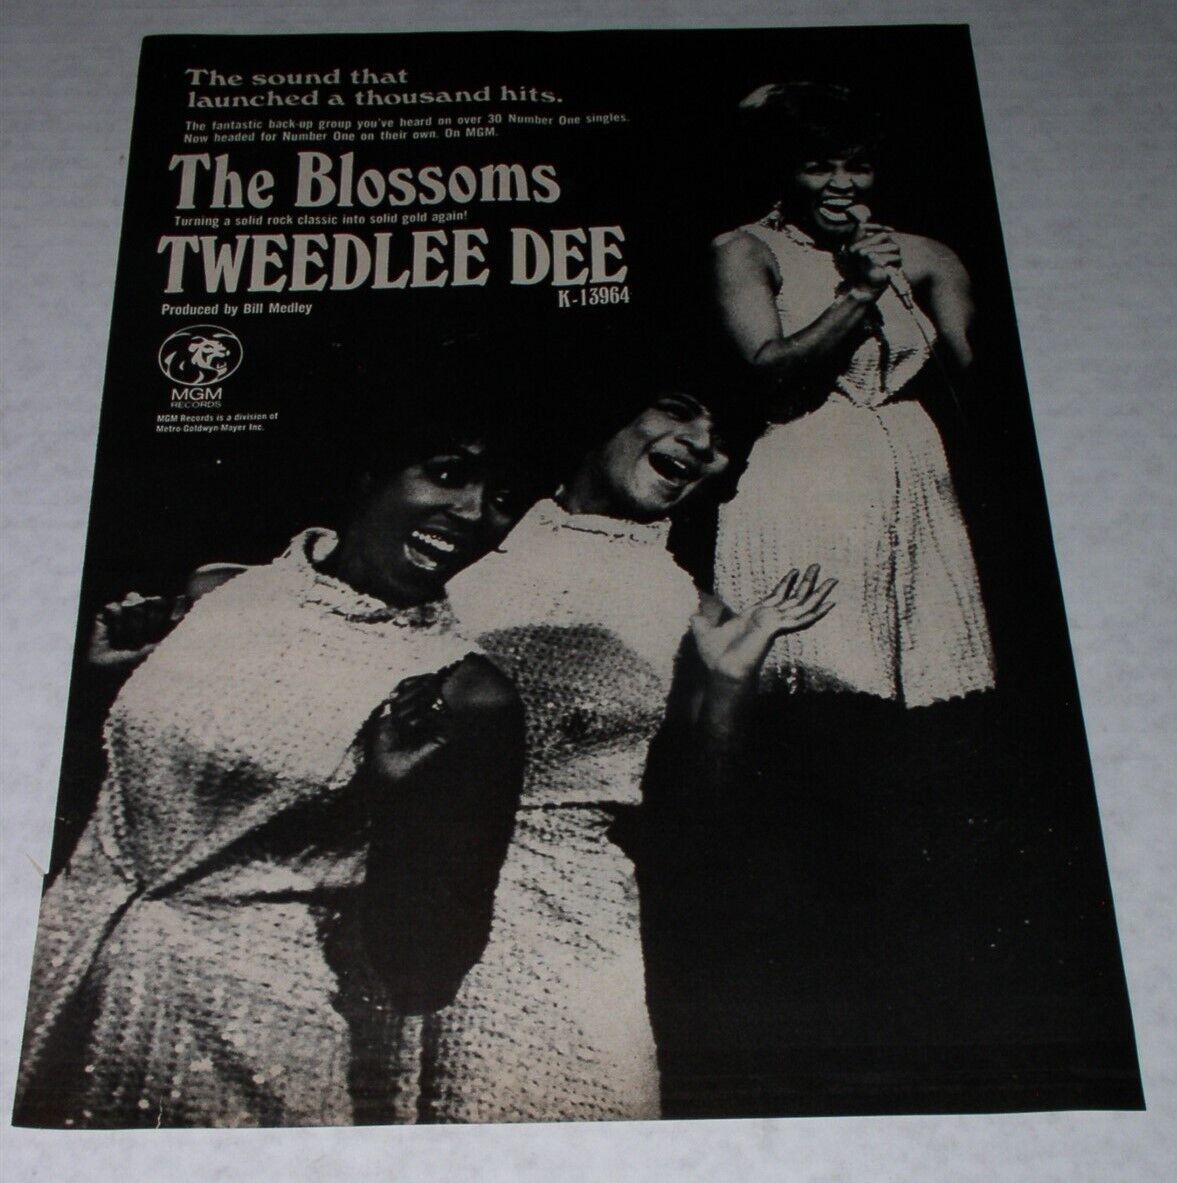 The sound that
launched a thousand hits.
The fantastic back-up group you've heard on over 30 Number One singles.
Now headed for Number One on their own. On MGM.
The Blossoms
Turning a solid rock classic into solid gold again!
TWEEDLEE DEE
K-13964
Produced by Bill Medley
MGM
RECORDS
MGM Records is a division of
Metro-Goldwyn-Mayer Inc.